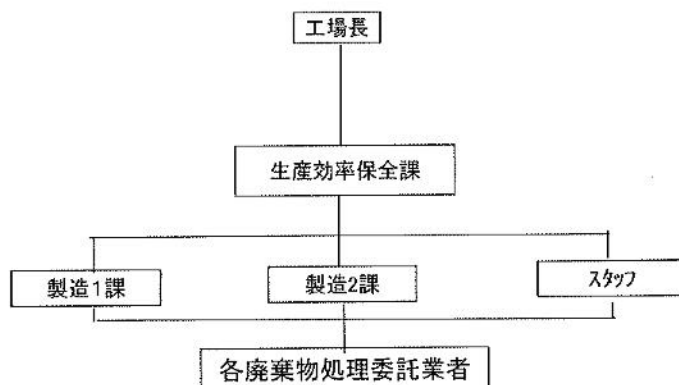 工場長
生産効率保全課
製造1課
製造2課
スタッフ
各廃棄物処理委託業者